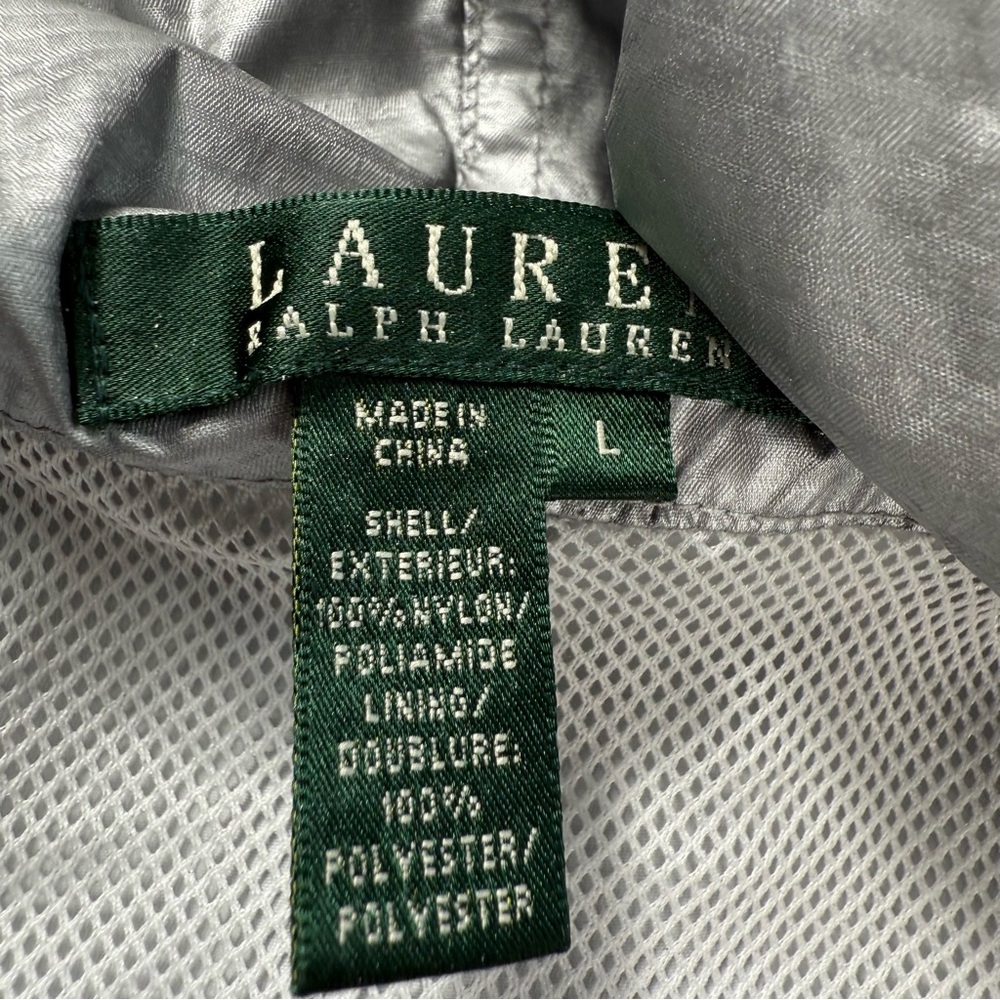 LAUREN
RALPH LAUREN
MADE IN
CHINA
L
SHELL/
EXTERIEUR:
100% NYLON/
POLIAMIDE
LINING/
DOUBLURE:
100%
POLYESTER/
POLYESTER